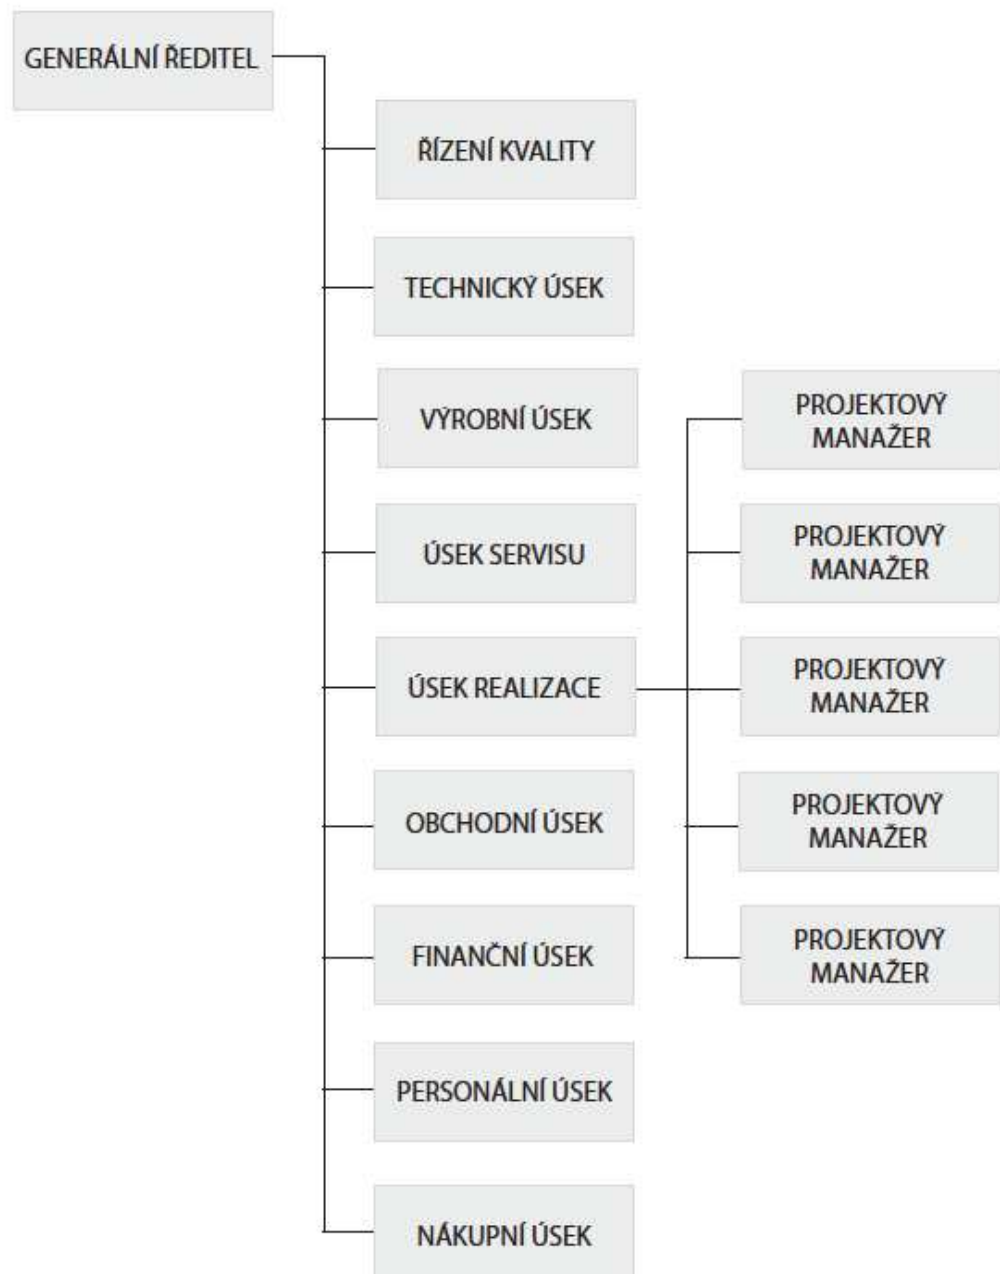 GENERÁLNÍ ŘEDITEL
ŘÍZENÍ KVALITY
TECHNICKÝ ÚSEK
VÝROBNÍ ÚSEK
ÚSEK SERVISU
ÚSEK REALIZACE
OBCHODNÍ ÚSEK
FINANČNÍ ÚSEK
PERSONÁLNÍ ÚSEK
NÁKUPNÍ ÚSEK
PROJEKTOVÝ
MANAŽER
PROJEKTOVÝ
MANAŽER
PROJEKTOVÝ
MANAŽER
PROJEKTOVÝ
MANAŽER
PROJEKTOVÝ
MANAŽER